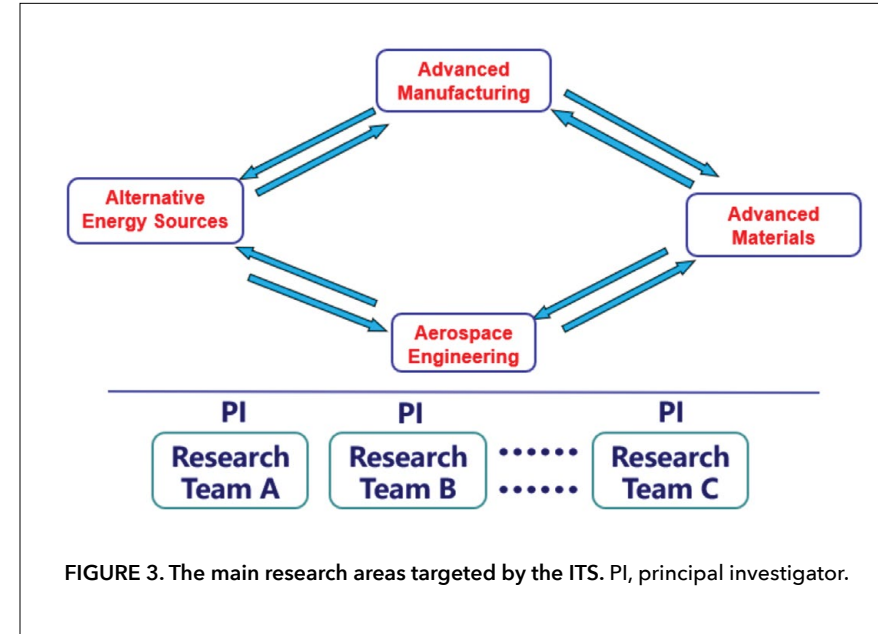 Advanced
Manufacturing
Alternative
Energy Sources
Advanced
Materials
Aerospace
Engineering
PI
PI
PI
Research
Team A
Research
Team B
Research
Team C
FIGURE 3. The main research areas targeted by the ITS. PI, principal investigator.